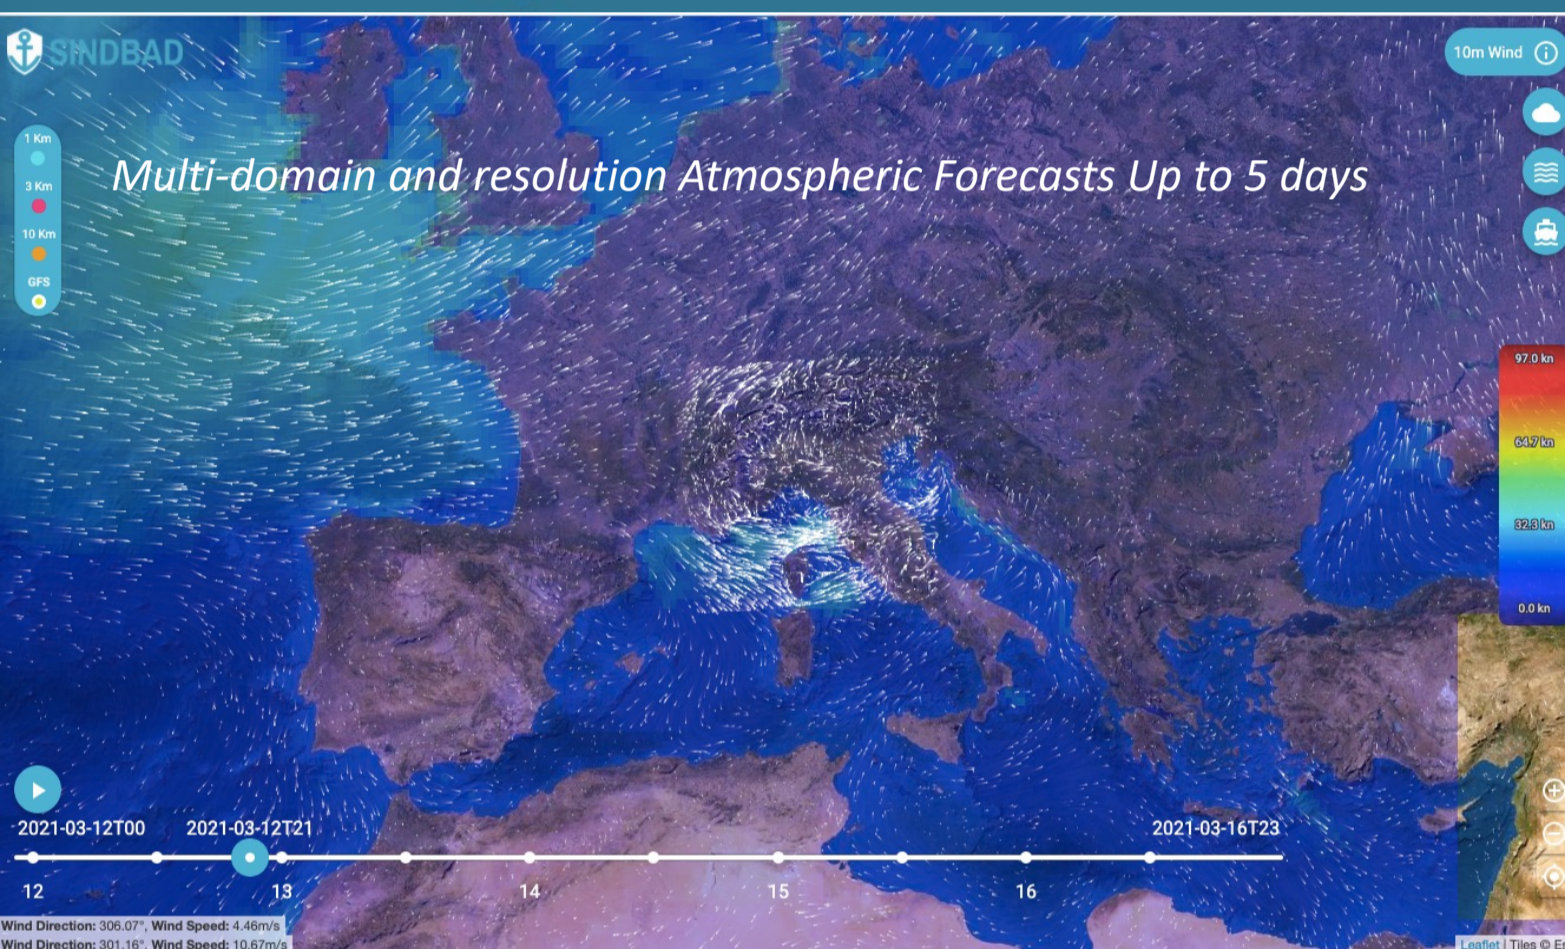 SINDBAD
10m Wind
1 Km
3 Km
10 Km
GFS
Multi-domain and resolution Atmospheric Forecasts Up to 5 days
97.0 kn
64.7 kn
32.3 kn
0.0 kn
2021-03-12T00
2021-03-12T21
2021-03-16T23
12
13
14
15
16
Wind Direction: 306.07°, Wind Speed: 4.46m/s
Wind Direction: 301.16°, Wind Speed: 10.67m/s
Leaflet | Tiles ©